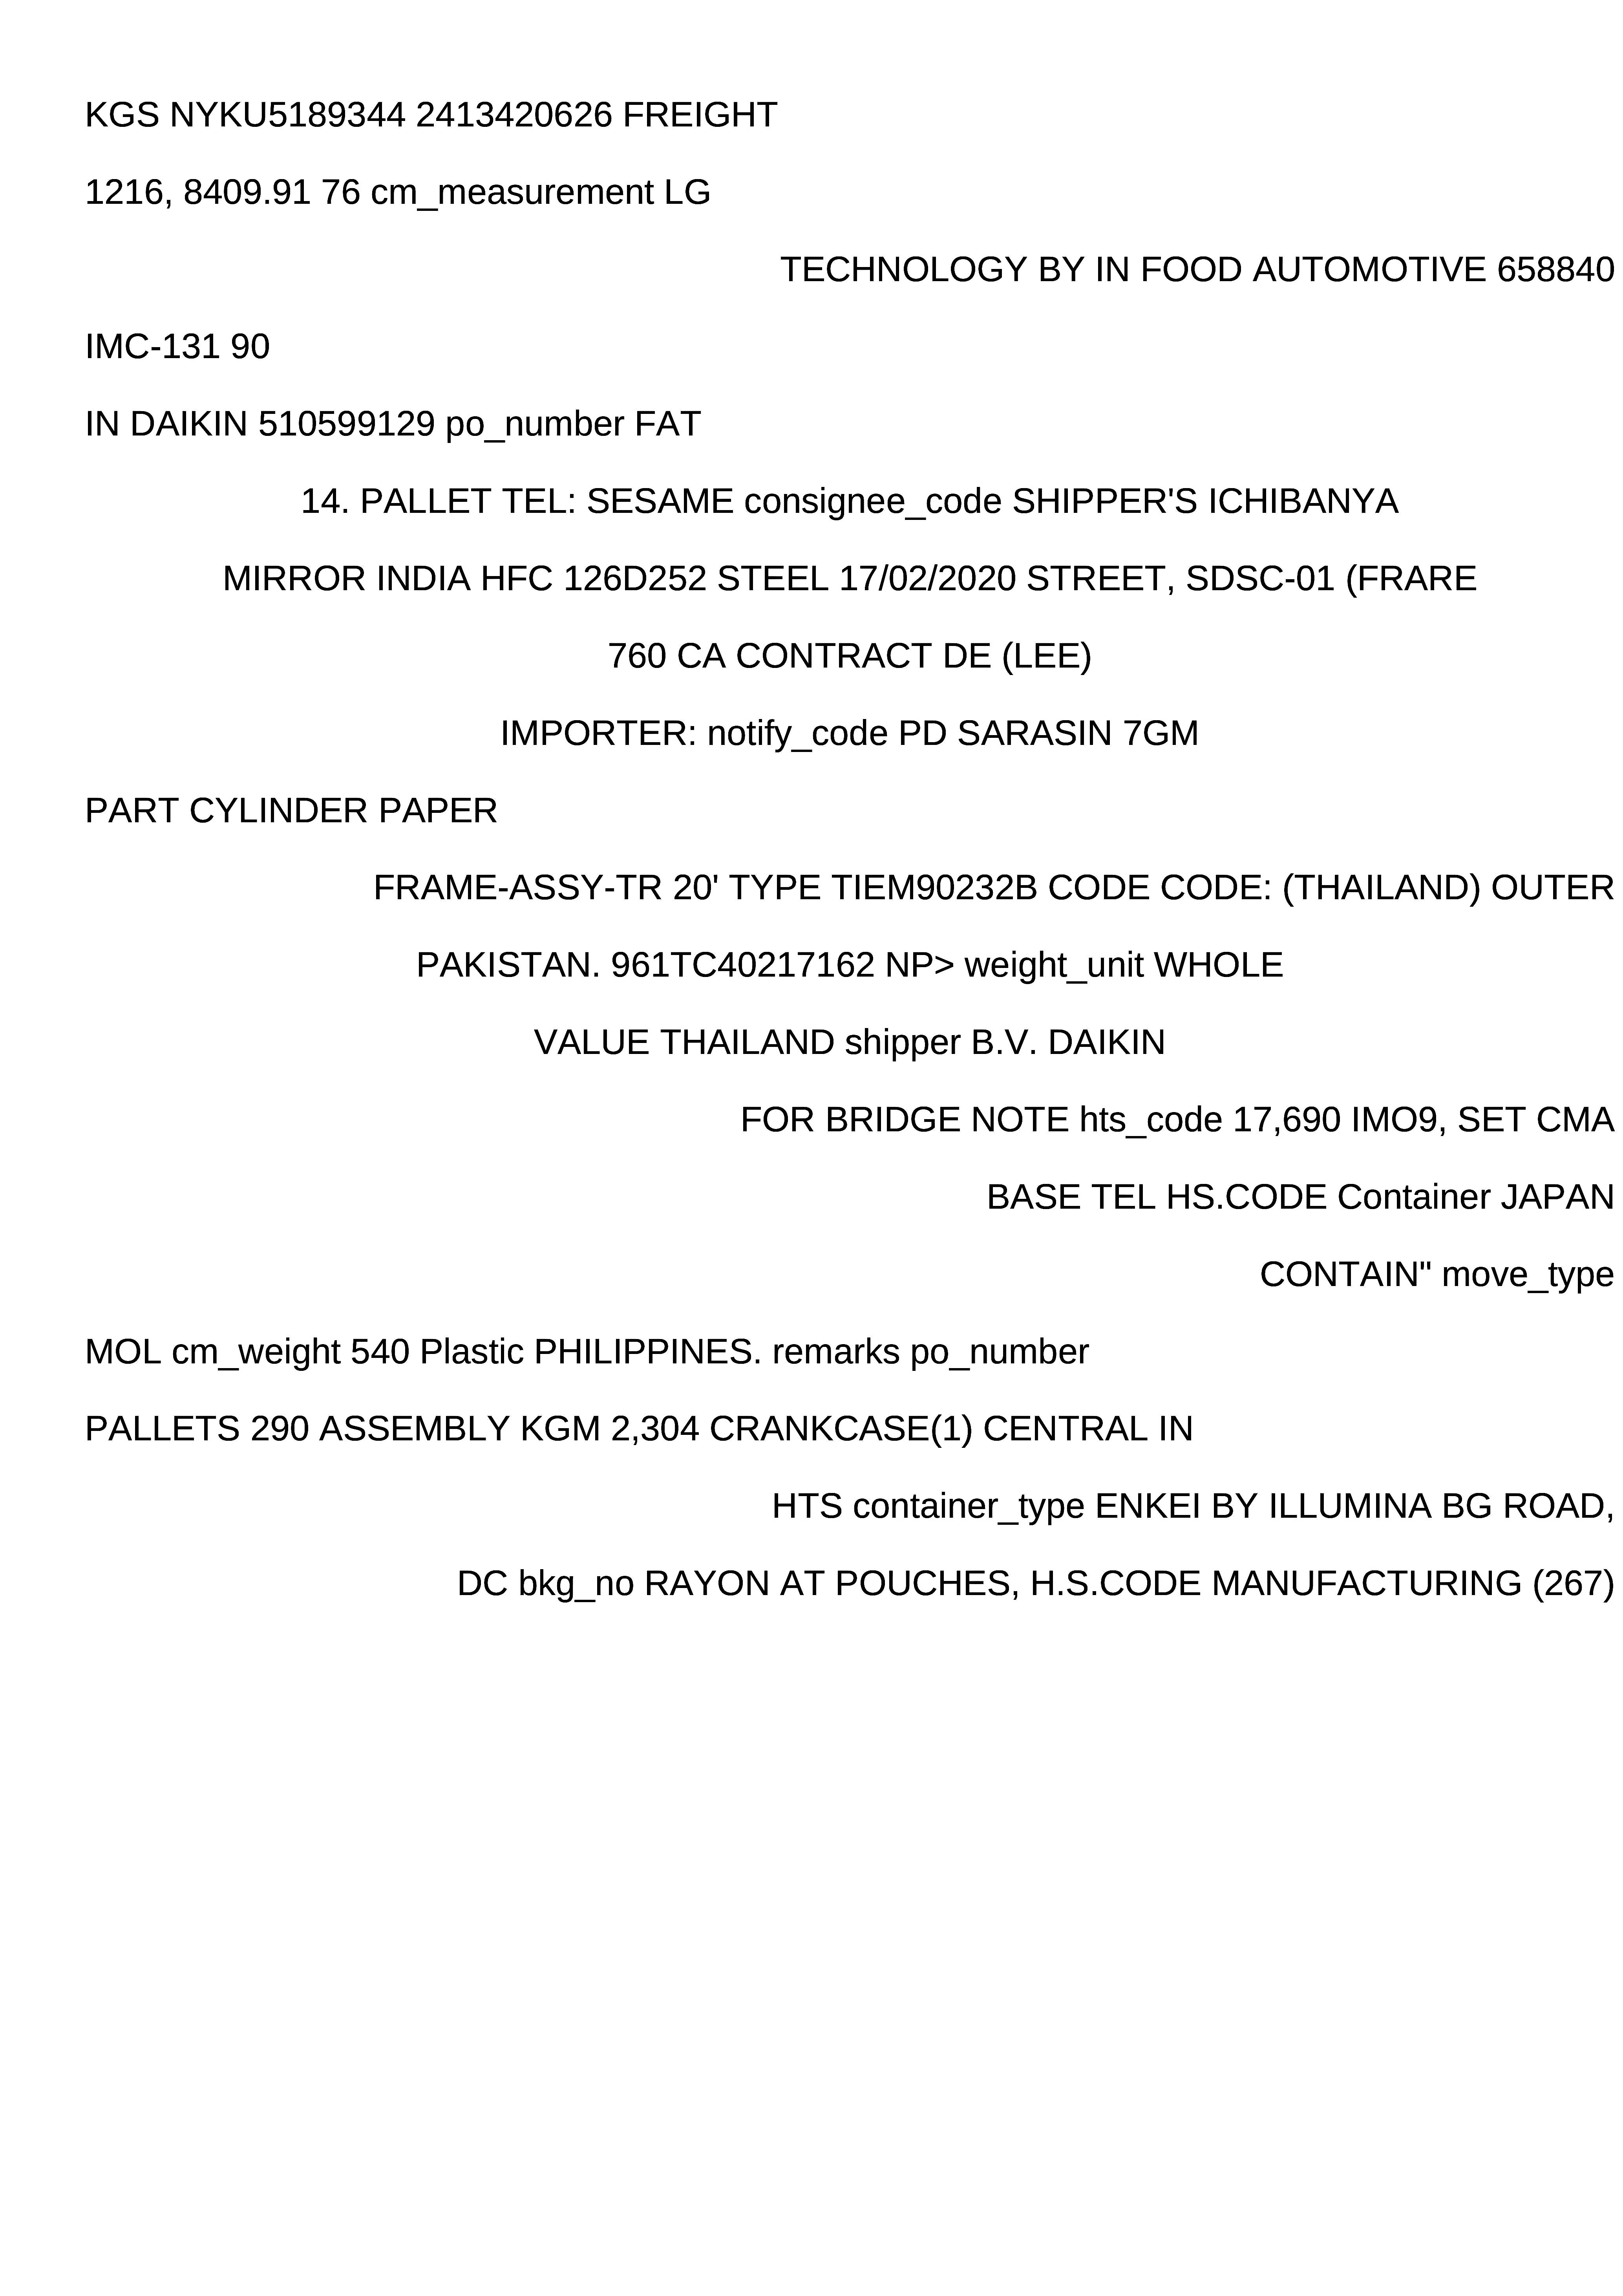 KGS NYKU5189344 2413420626 FREIGHT
1216, 8409.91 76 cm_measurement LG
TECHNOLOGY BY IN FOOD AUTOMOTIVE 658840
IMC-131 90
IN DAIKIN 510599129 po_number FAT
14. PALLET TEL: SESAME consignee_code SHIPPER'S ICHIBANYA
MIRROR INDIA HFC 126D252 STEEL 17/02/2020 STREET, SDSC-01 (FRARE
760 CA CONTRACT DE (LEE)
IMPORTER: notify_code PD SARASIN 7GM
PART CYLINDER PAPER
FRAME-ASSY-TR 20' TYPE TIEM90232B CODE CODE: (THAILAND) OUTER
PAKISTAN. 961TC40217162 NP> weight_unit WHOLE
VALUE THAILAND shipper B.V. DAIKIN
FOR BRIDGE NOTE hts_code 17,690 IMO9, SET CMA
BASE TEL HS.CODE Container JAPAN
CONTAIN" move_type
MOL cm_weight 540 Plastic PHILIPPINES. remarks po_number
PALLETS 290 ASSEMBLY KGM 2,304 CRANKCASE(1) CENTRAL IN
HTS container_type ENKEI BY ILLUMINA BG ROAD,
DC bkg_no RAYON AT POUCHES, H.S.CODE MANUFACTURING (267)